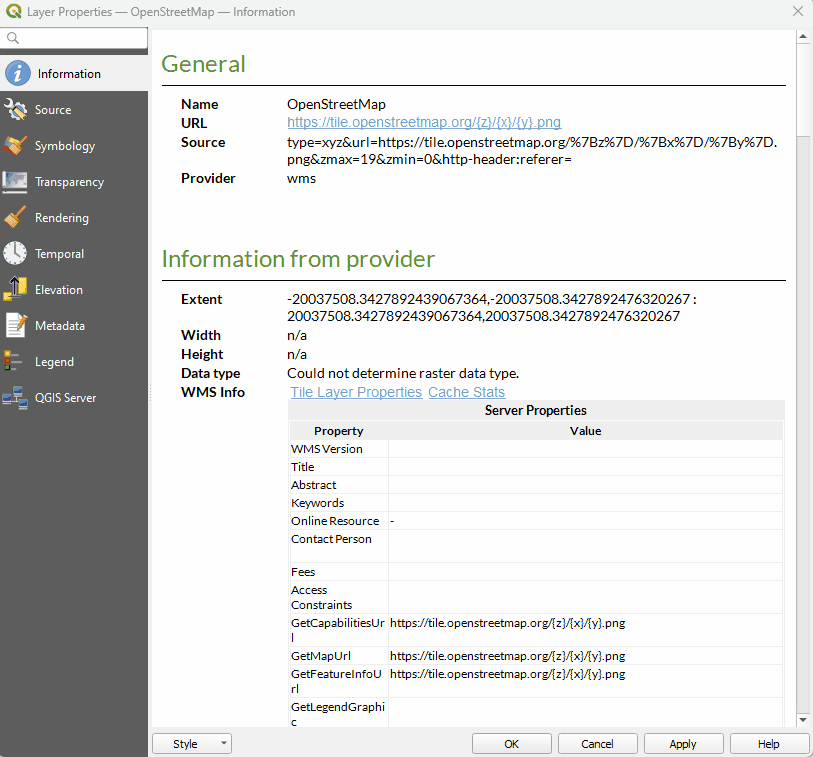 Layer Properties — OpenStreetMap — Information
Information
Source
Symbology
Transparency
Rendering
Temporal
Elevation
Metadata
Legend
QGIS Server
General
Name OpenStreetMap
URL https://tile.openstreetmap.org/{z}/{x}/{y}.png
Source type=xyz&url=https://tile.openstreetmap.org/%7Bz%7D/%7Bx%7D/%7By%7D.
png&zmax=19&zmin=0&http-header:referer=
Provider wms
Information from provider
Extent -20037508.3427892439067364,-20037508.3427892476320267 :
20037508.3427892439067364,20037508.3427892476320267
Width n/a
Height n/a
Data type Could not determine raster data type.
WMS Info Tile Layer Properties Cache Stats
Server Properties
Property Value
WMS Version
Title
Abstract
Keywords
Online Resource -
Contact Person
Fees
Access
Constraints
GetCapabilitiesUr https://tile.openstreetmap.org/{z}/{x}/{y}.png
l
GetMapUrl https://tile.openstreetmap.org/{z}/{x}/{y}.png
GetFeatureInfoU https://tile.openstreetmap.org/{z}/{x}/{y}.png
rl
GetLegendGraphi
c
Style OK Cancel Apply Help